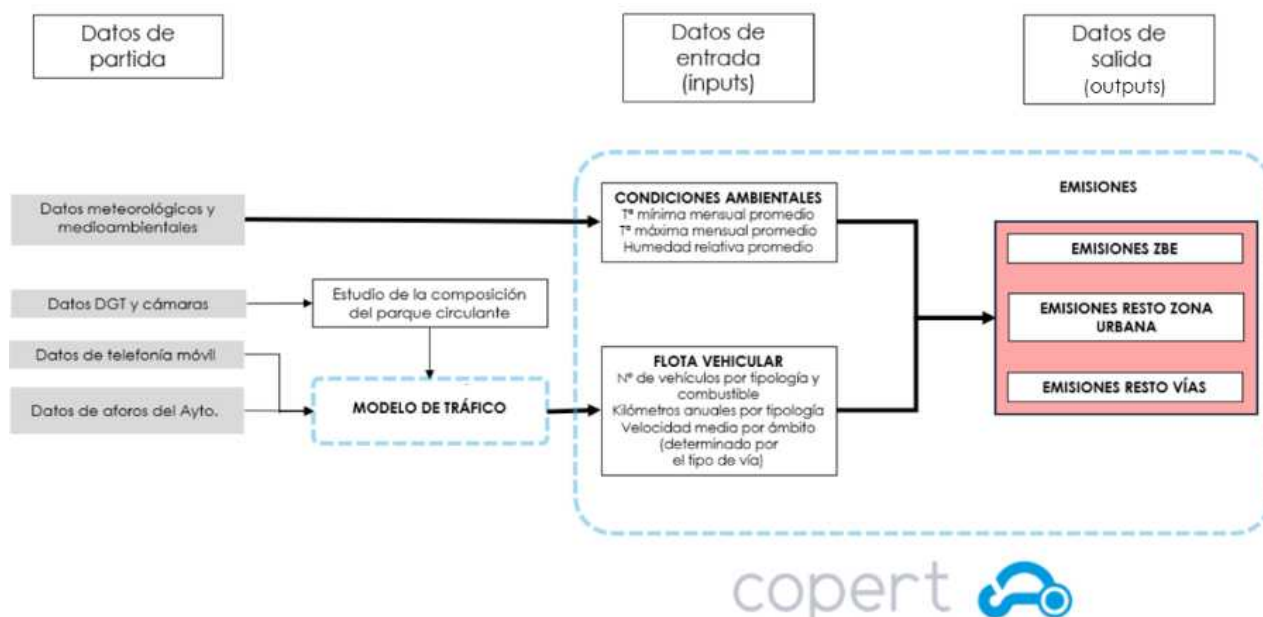 Datos de
partida
Datos de
entrada
(inputs)
Datos de
salida
(outputs)
Datos meteorológicos y
medioambientales
Datos DGT y cámaras
Datos de telefonía móvil
Datos de aforos del Ayto.
Estudio de la composición
del parque circulante
MODELO DE TRÁFICO
CONDICIONES AMBIENTALES
Tª mínima mensual promedio
Tª máxima mensual promedio
Humedad relativa promedio
FLOTA VEHICULAR
Nº de vehículos por tipología y
combustible
Kilómetros anuales por tipología
Velocidad media por ámbito
(determinado por
el tipo de vía)
EMISIONES
EMISIONES ZBE
EMISIONES RESTO ZONA
URBANA
EMISIONES RESTO VÍAS
copert